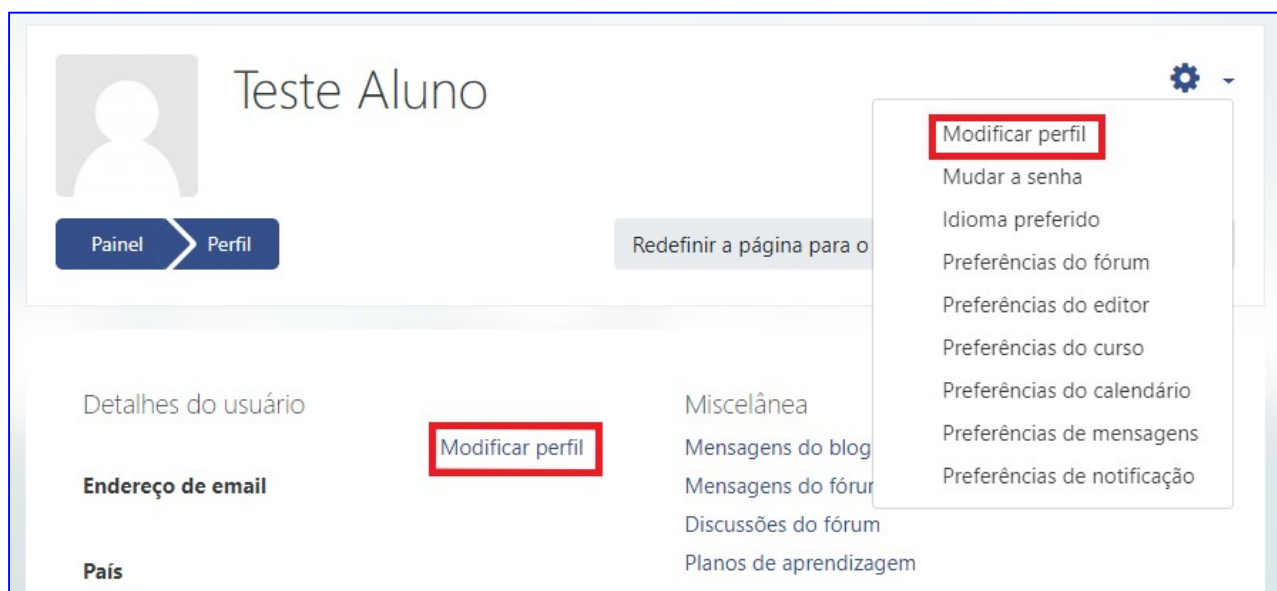 Teste Aluno
Modificar perfil
Mudar a senha
Idioma preferido
Preferências do fórum
Preferências do editor
Preferências do curso
Preferências do calendário
Preferências de mensagens
Preferências de notificação
Painel
Perfil
Redefinir a página para o
Detalhes do usuário
Modificar perfil
Endereço de email
País
Miscelânea
Mensagens do blog
Mensagens do
Discussões do fórum
Planos de aprendizagem